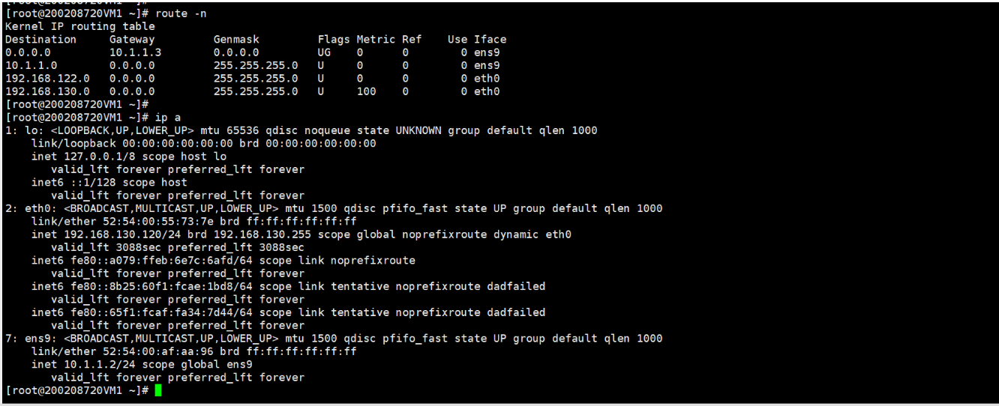 [root@200208720VM1 ~]#
[root@200208720VM1 ~]# route -n
Kernel IP routing table
Destination     Gateway         Genmask         Flags Metric Ref    Use Iface
0.0.0.0         10.1.1.3        0.0.0.0         UG    0      0        0 ens9
10.1.1.0        0.0.0.0         255.255.255.0   U     0      0        0 ens9
192.168.122.0   0.0.0.0         255.255.255.0   U     0      0        0 eth0
192.168.130.0   0.0.0.0         255.255.255.0   U     100    0        0 eth0
[root@200208720VM1 ~]#
[root@200208720VM1 ~]# ip a
1: lo: <LOOPBACK,UP,LOWER_UP> mtu 65536 qdisc noqueue state UNKNOWN group default qlen 1000
    link/loopback 00:00:00:00:00:00 brd 00:00:00:00:00:00
    inet 127.0.0.1/8 scope host lo
       valid_lft forever preferred_lft forever
    inet6 ::1/128 scope host
       valid_lft forever preferred_lft forever
2: eth0: <BROADCAST,MULTICAST,UP,LOWER_UP> mtu 1500 qdisc pfifo_fast state UP group default qlen 1000
    link/ether 52:54:00:55:73:7e brd ff:ff:ff:ff:ff:ff
    inet 192.168.130.120/24 brd 192.168.130.255 scope global noprefixroute dynamic eth0
       valid_lft 3088sec preferred_lft 3088sec
    inet6 fe80::a079:ffeb:6e7c:6afd/64 scope link noprefixroute
       valid_lft forever preferred_lft forever
    inet6 fe80::8b25:60f1:fcae:1bd8/64 scope link tentative noprefixroute dadfailed
       valid_lft forever preferred_lft forever
    inet6 fe80::65f1:fcaf:fa34:7d44/64 scope link tentative noprefixroute dadfailed
       valid_lft forever preferred_lft forever
7: ens9: <BROADCAST,MULTICAST,UP,LOWER_UP> mtu 1500 qdisc pfifo_fast state UP group default qlen 1000
    link/ether 52:54:00:af:aa:96 brd ff:ff:ff:ff:ff:ff
    inet 10.1.1.2/24 scope global ens9
       valid_lft forever preferred_lft forever
[root@200208720VM1 ~]#